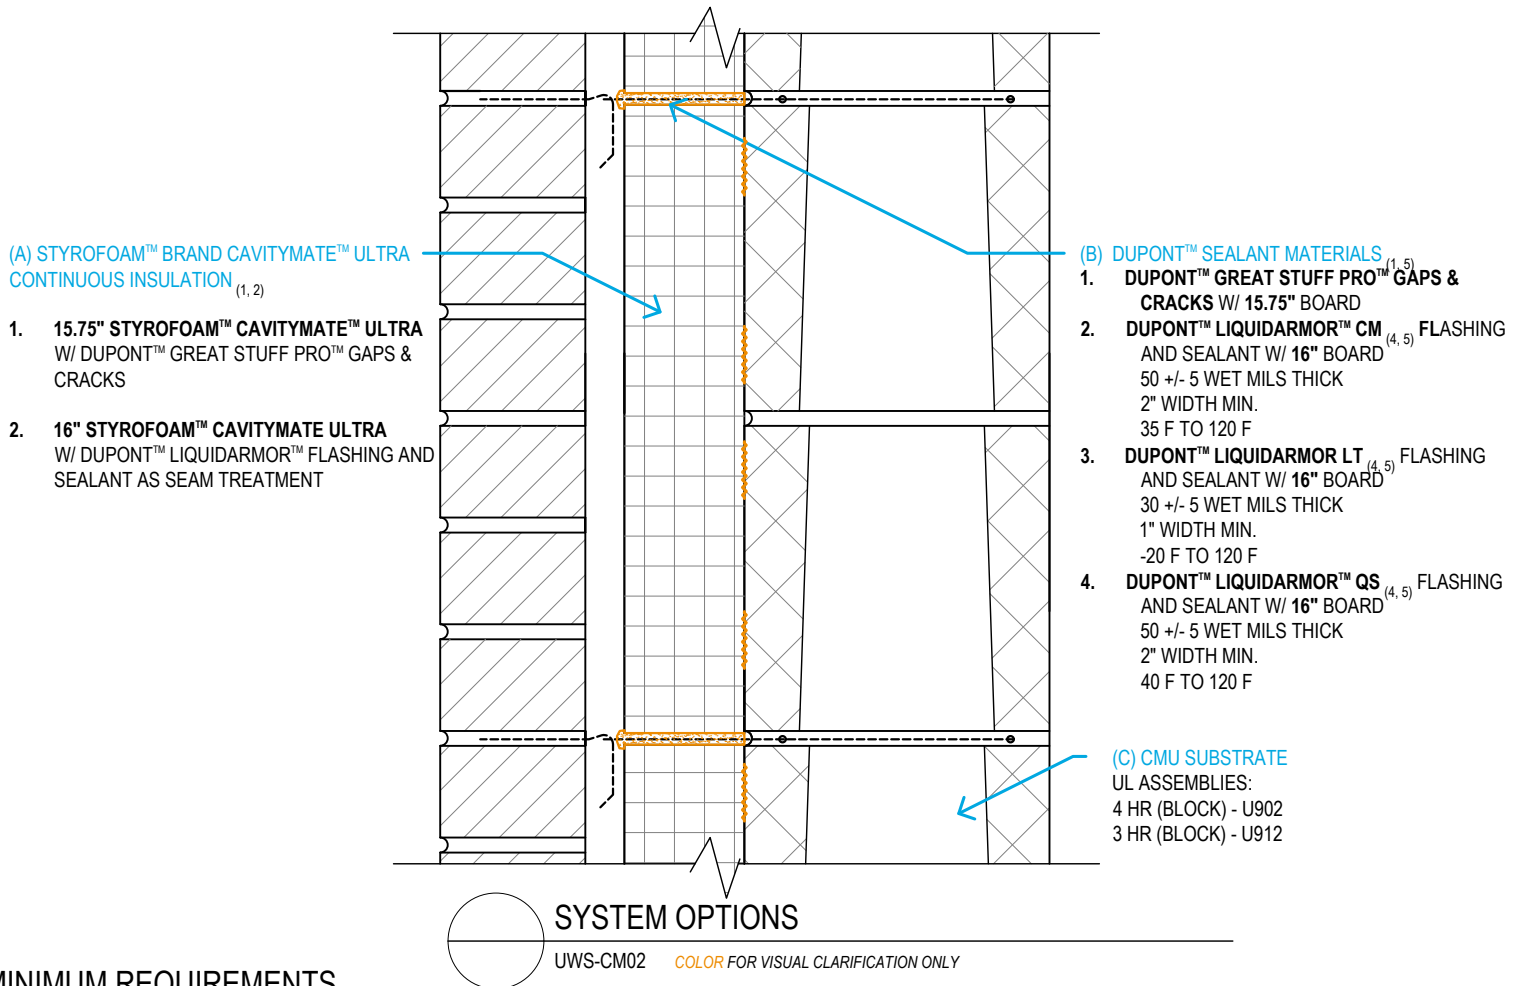 (A) STYROFOAM™ BRAND CAVITYMATE™ ULTRA
CONTINUOUS INSULATION (1, 2)
1. 15.75" STYROFOAM™ CAVITYMATE™ ULTRA
W/ DUPONT™ GREAT STUFF PRO™ GAPS &
CRACKS
2. 16" STYROFOAM™ CAVITYMATE ULTRA
W/ DUPONT™ LIQUIDARMOR™ FLASHING AND
SEALANT AS SEAM TREATMENT
(B) DUPONT™ SEALANT MATERIALS (1, 5)
1. DUPONT™ GREAT STUFF PRO™ GAPS &
CRACKS W/ 15.75" BOARD
2. DUPONT™ LIQUIDARMOR™ CM (4, 5) FLASHING
AND SEALANT W/ 16" BOARD
50 +/- 5 WET MILS THICK
2" WIDTH MIN.
35 F TO 120 F
3. DUPONT™ LIQUIDARMOR LT (4, 5) FLASHING
AND SEALANT W/ 16" BOARD
30 +/- 5 WET MILS THICK
1" WIDTH MIN.
-20 F TO 120 F
4. DUPONT™ LIQUIDARMOR™ QS (4, 5) FLASHING
AND SEALANT W/ 16" BOARD
50 +/- 5 WET MILS THICK
2" WIDTH MIN.
40 F TO 120 F
(C) CMU SUBSTRATE
UL ASSEMBLIES:
4 HR (BLOCK) - U902
3 HR (BLOCK) - U912
SYSTEM OPTIONS
UWS-CM02 COLOR FOR VISUAL CLARIFICATION ONLY
MINIMUM REQUIREMENTS